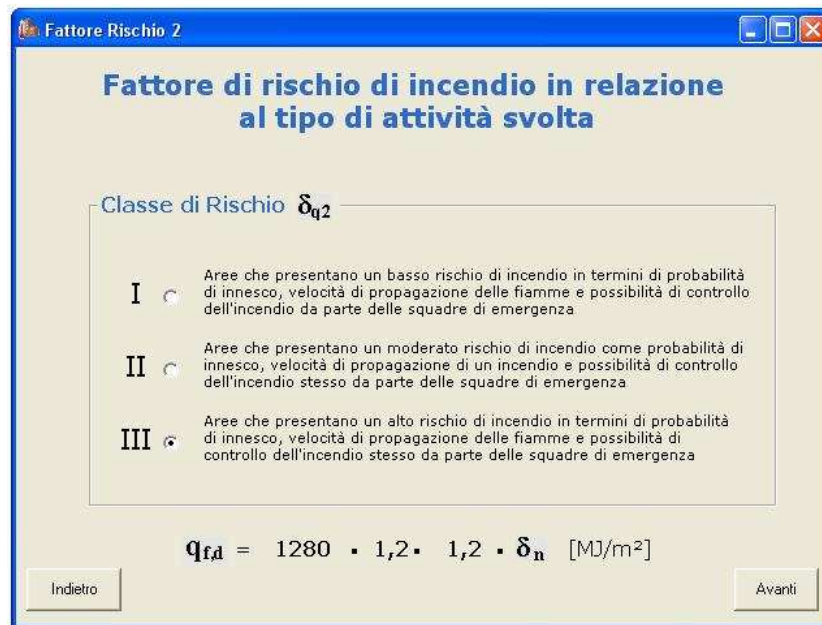 Fattore Rischio 2
Fattore di rischio di incendio in relazione
al tipo di attività svolta
Classe di Rischio δq2
I
Aree che presentano un basso rischio di incendio in termini di probabilità
di innesco, velocità di propagazione delle fiamme e possibilità di controllo
dell'incendio da parte delle squadre di emergenza
II
Aree che presentano un moderato rischio di incendio come probabilità di
innesco, velocità di propagazione di un incendio e possibilità di controllo
dell'incendio stesso da parte delle squadre di emergenza
III
Aree che presentano un alto rischio di incendio in termini di probabilità
di innesco, velocità di propagazione delle fiamme e possibilità di
controllo dell'incendio stesso da parte delle squadre di emergenza
qf,d = 1280 · 1,2 · 1,2 · δn [MJ/m²]
Indietro
Avanti